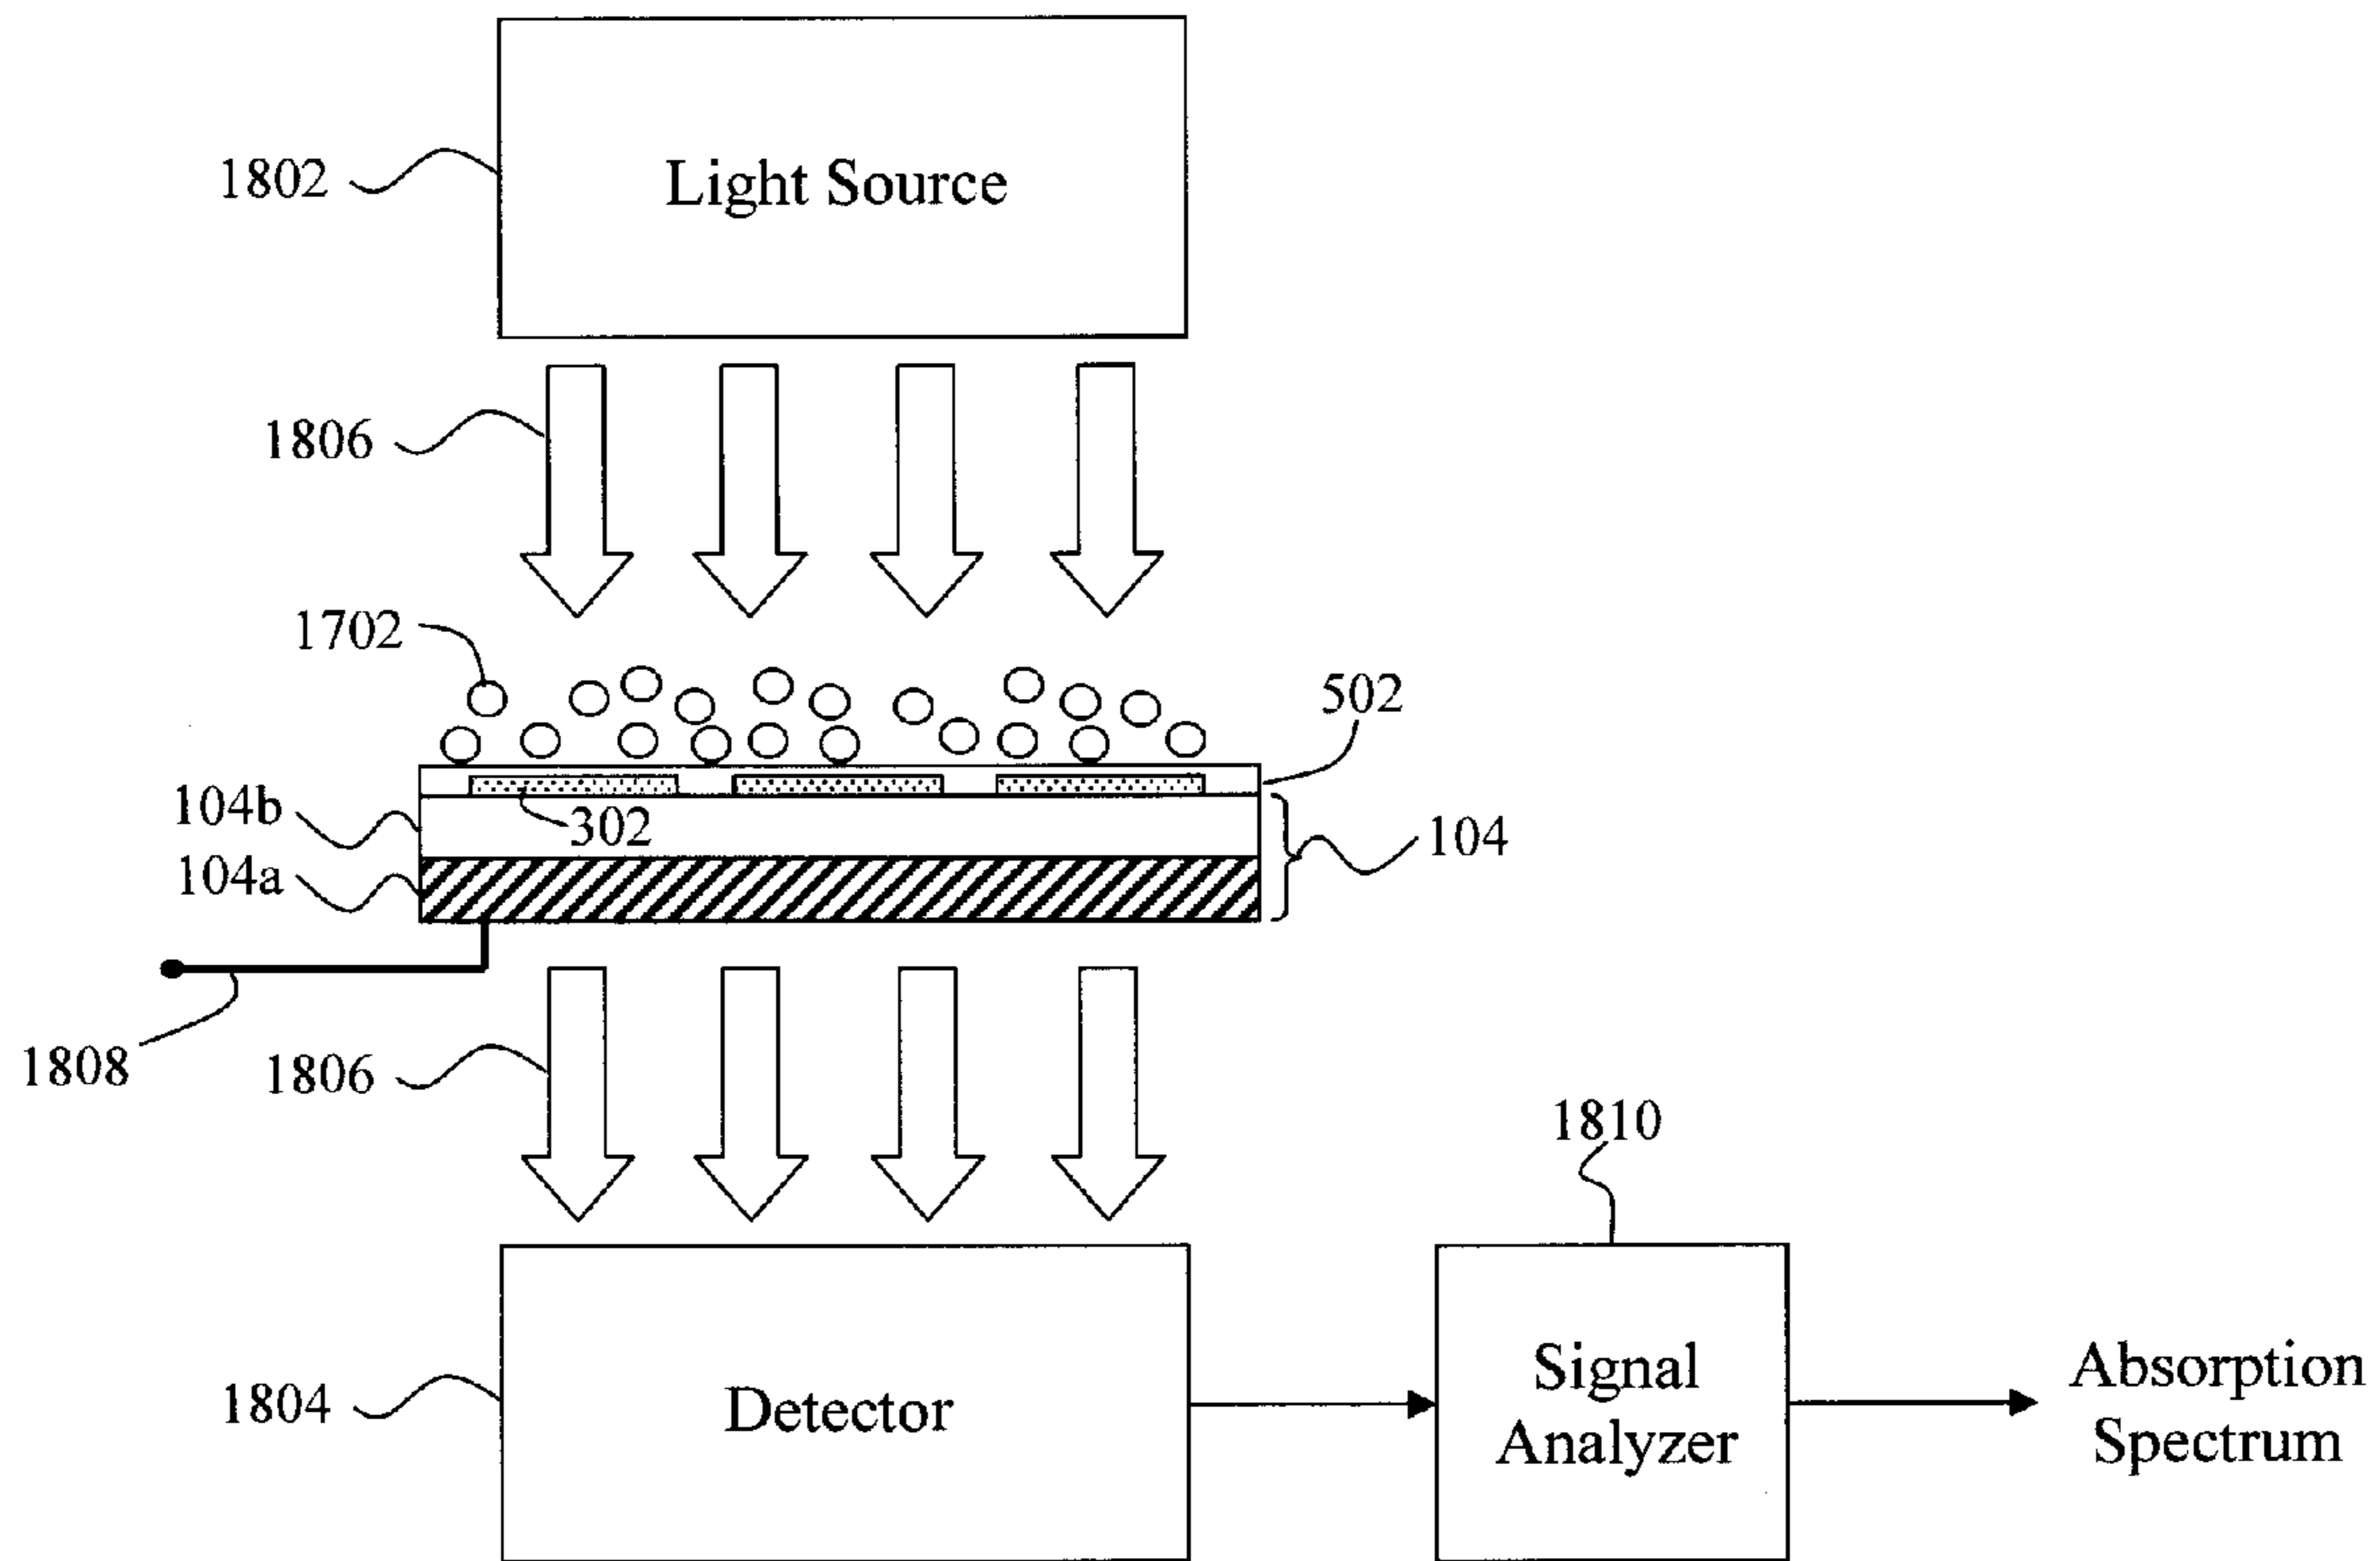 1802
Light Source
1806
1702
502
104b
302
104
104a
1808
1806
1810
1804
Detector
Signal
Analyzer
Absorption
Spectrum